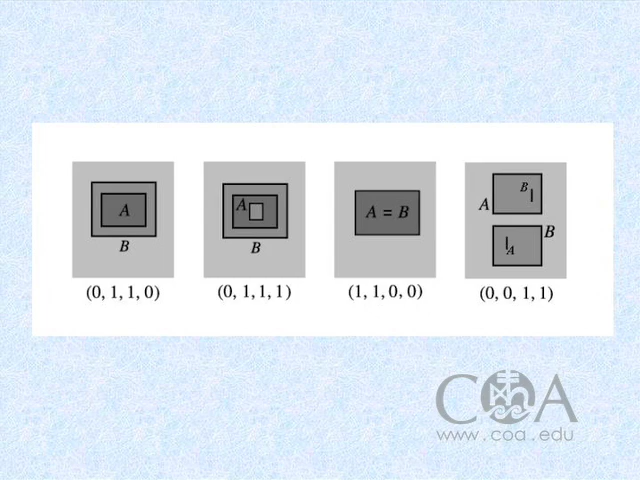 A
B
(0, 1, 1, 0)
A
B
(0, 1, 1, 1)
A = B
(1, 1, 0, 0)
B
A
B
A
(0, 0, 1, 1)
COA
www.coa.edu